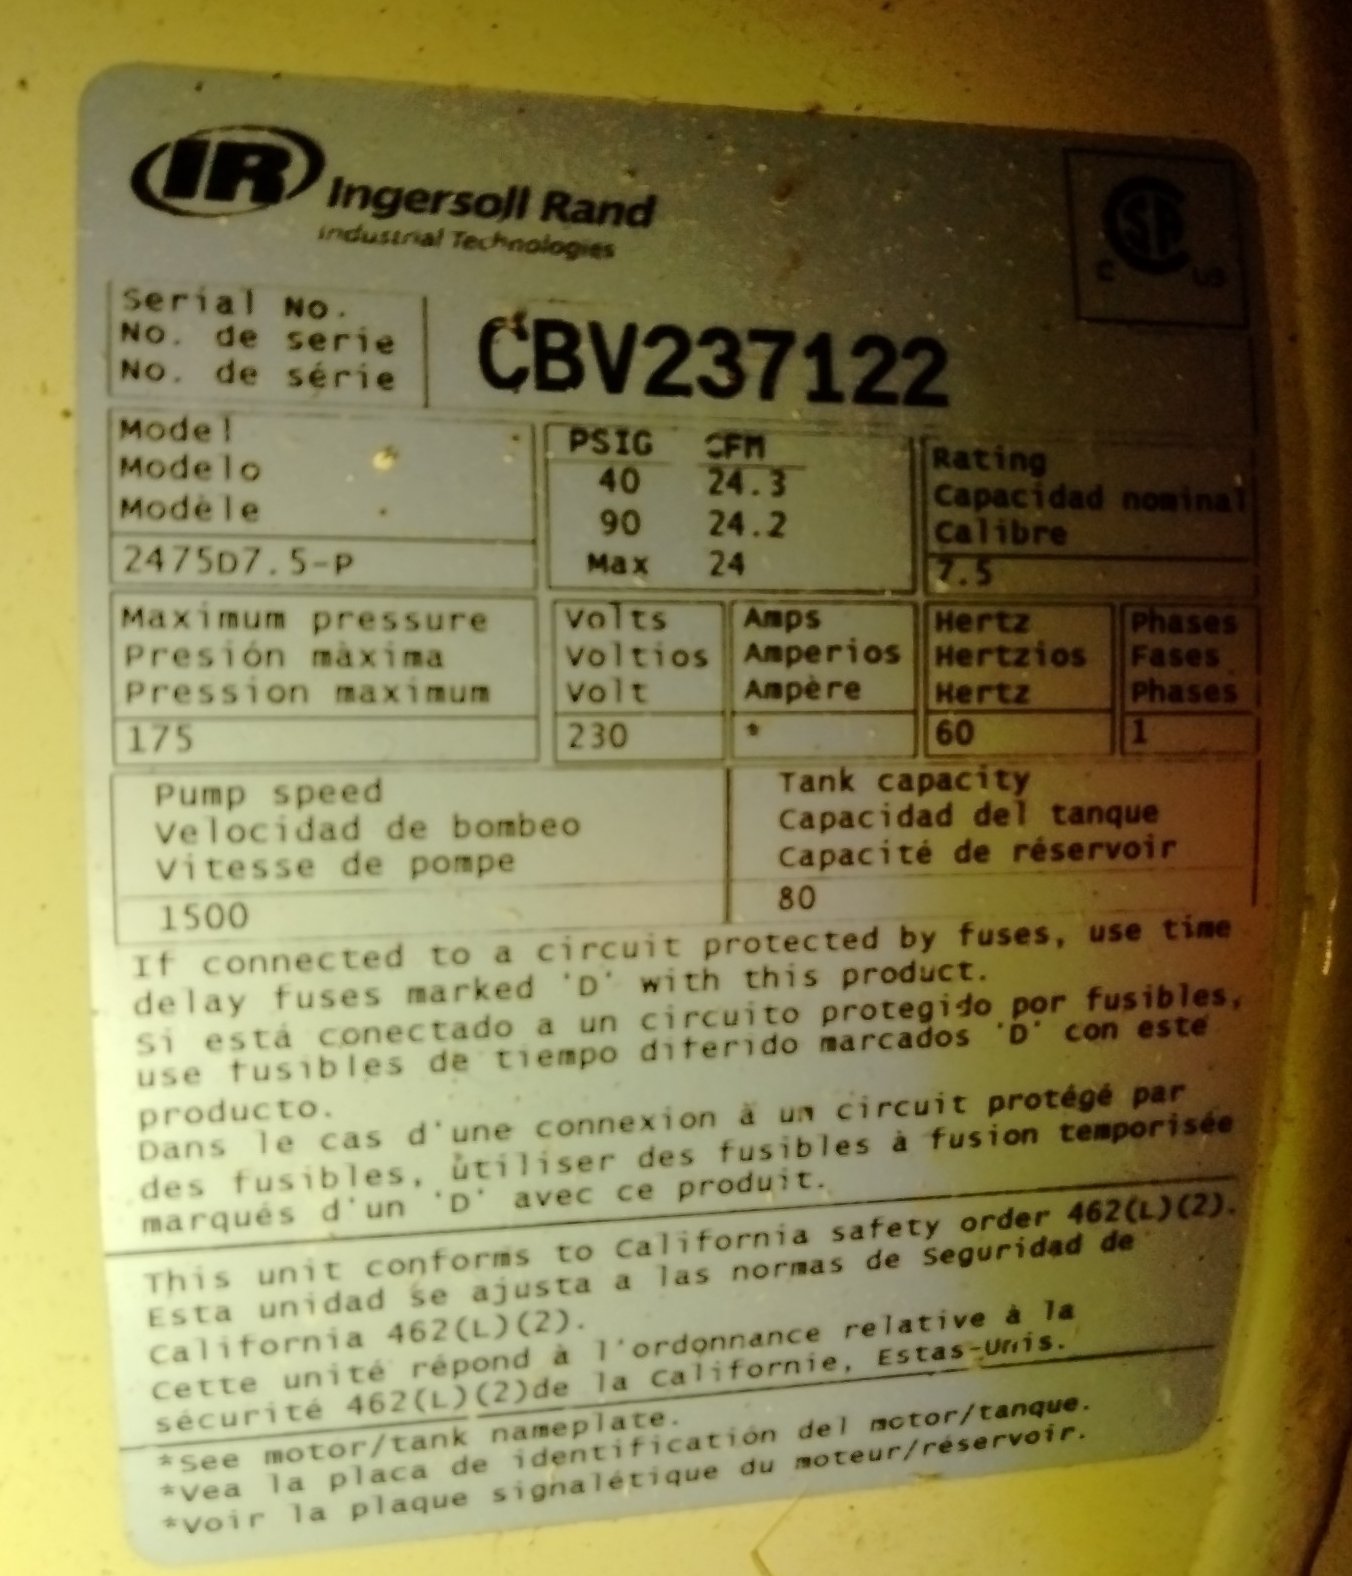 IR Ingersoll Rand
Industrial Technologies
SA
C US
Serial No.
No. de serie
No. de série
CBV237122
Model
Modelo
Modèle
2475D7.5-P
PSIG CFM
40 24.3
90 24.2
Max 24
Rating
Capacidad nominal
Calibre
7.5
Maximum pressure
Presión màxima
Pression maximum
175
Volts
Voltios
Volt
230
Amps
Amperios
Ampère
*
Hertz
Hertzios
Hertz
60
Phases
Fases
Phases
1
Pump speed
Velocidad de bombeo
Vitesse de pompe
1500
Tank capacity
Capacidad del tanque
Capacité de réservoir
80
If connected to a circuit protected by fuses, use time
delay fuses marked 'D' with this product.
Si está conectado a un circuito protegido por fusibles,
use fusibles de tiempo diferido marcados 'D' con este
producto.
Dans le cas d'une connexion à un circuit protégé par
des fusibles, utiliser des fusibles à fusion temporisée
marqués d'un 'D' avec ce produit.
This unit conforms to California safety order 462(L)(2).
Esta unidad se ajusta a las normas de Seguridad de
California 462(L)(2).
Cette unité répond à l'ordonnance relative à la
sécurité 462(L)(2)de la Californie, Estas-Unis.
*See motor/tank nameplate.
*Vea la placa de identificación del motor/tanque.
*Voir la plaque signalétique du moteur/réservoir.